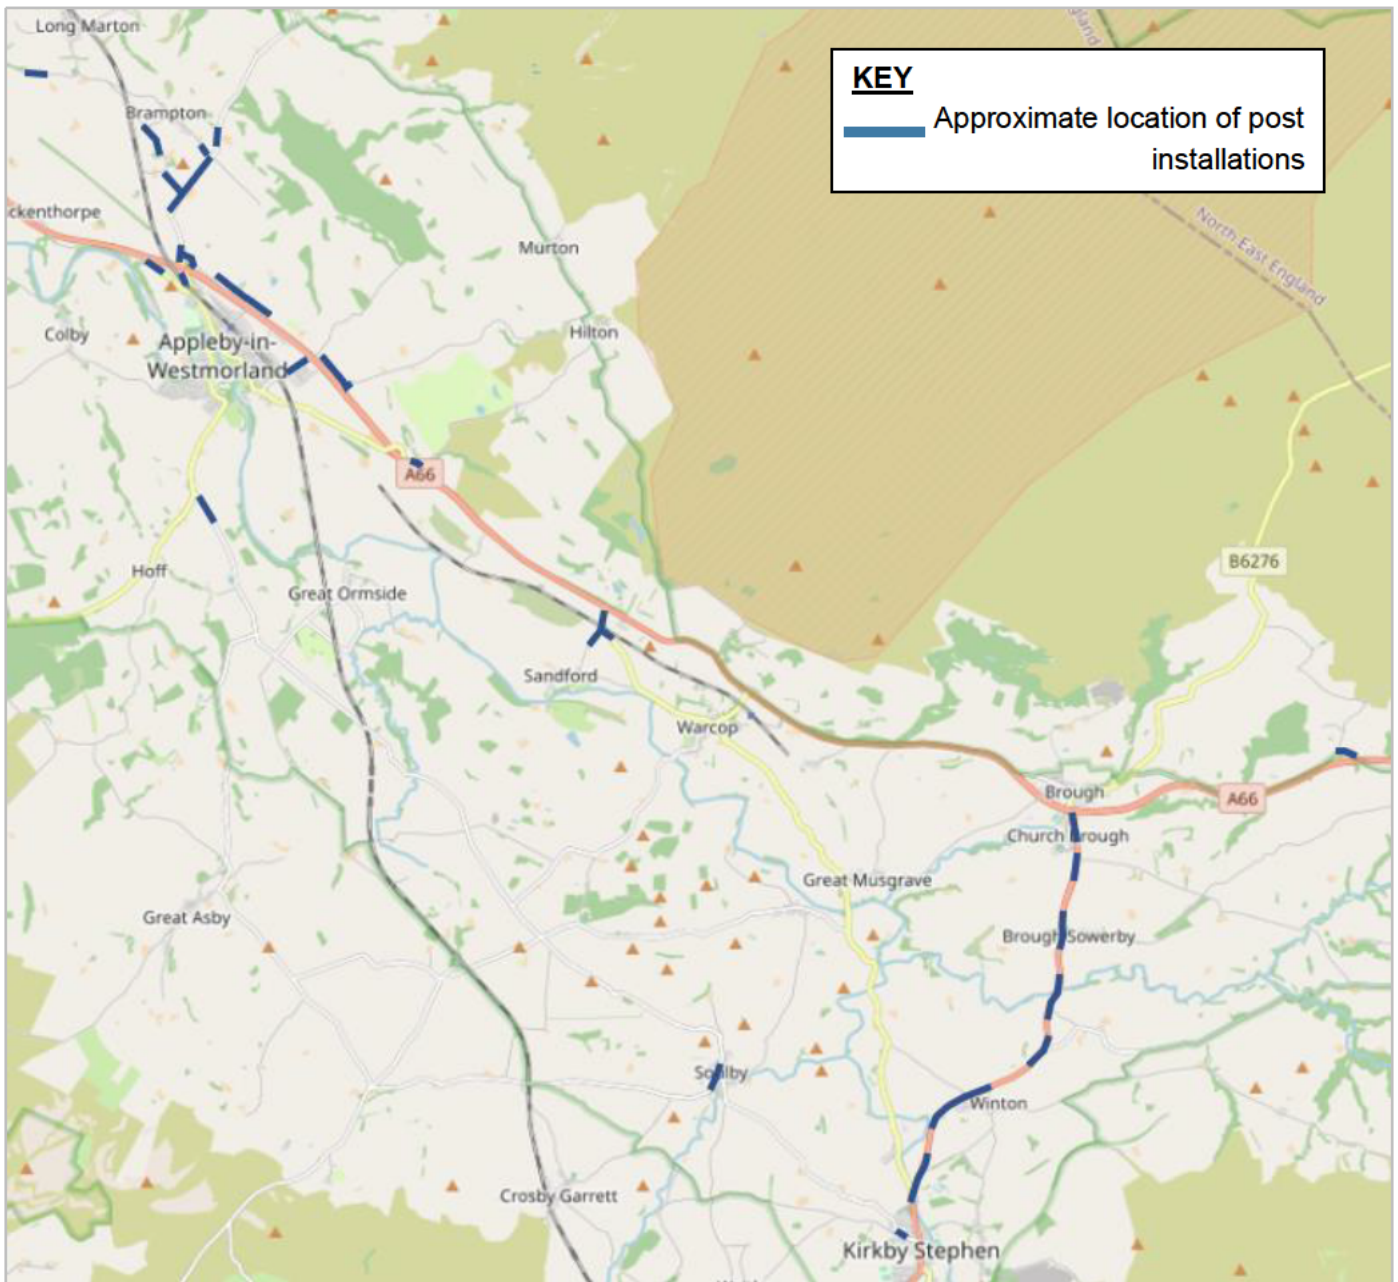 Long Marton
gland
KEY
Approximate location of post
installations
Brampton
ckenthorpe
North East England
Murton
Colby
Appleby-in-
Westmorland
Hilton
A66
B6276
Hoff
Great Ormside
Sandford
Warcop
Brough
A66
Church Brough
Great Musgrave
Great Asby
Brough Sowerby
Soulby
Winton
Crosby Garrett
Kirkby Stephen